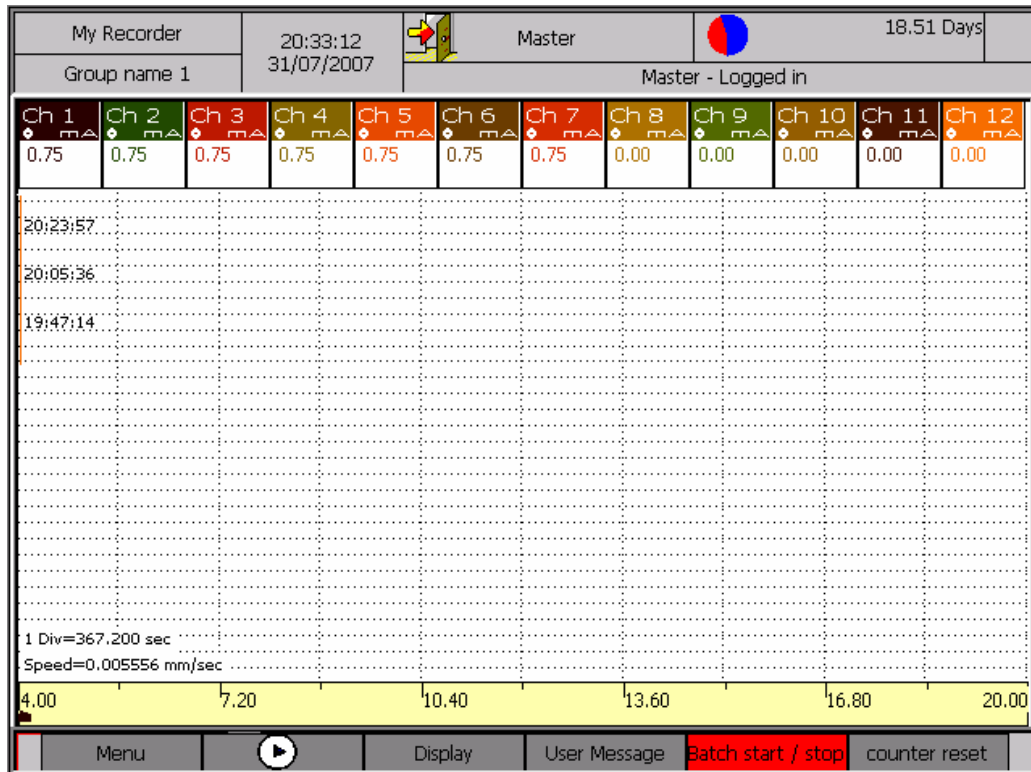 My Recorder
Group name 1
20:33:12
31/07/2007
Master
18.51 Days
Master - Logged in
Ch 1 Ch 2 Ch 3 Ch 4 Ch 5 Ch 6 Ch 7 Ch 8 Ch 9 Ch 10 Ch 11 Ch 12
mA mA mA mA mA mA mA mA mA mA mA mA
0.75 0.75 0.75 0.75 0.75 0.75 0.75 0.00 0.00 0.00 0.00 0.00
20:23:57
20:05:36
19:47:14
1 Div=367.200 sec
Speed=0.005556 mm/sec
4.00 7.20 10.40 13.60 16.80 20.00
Menu Display User Message Batch start / stop counter reset